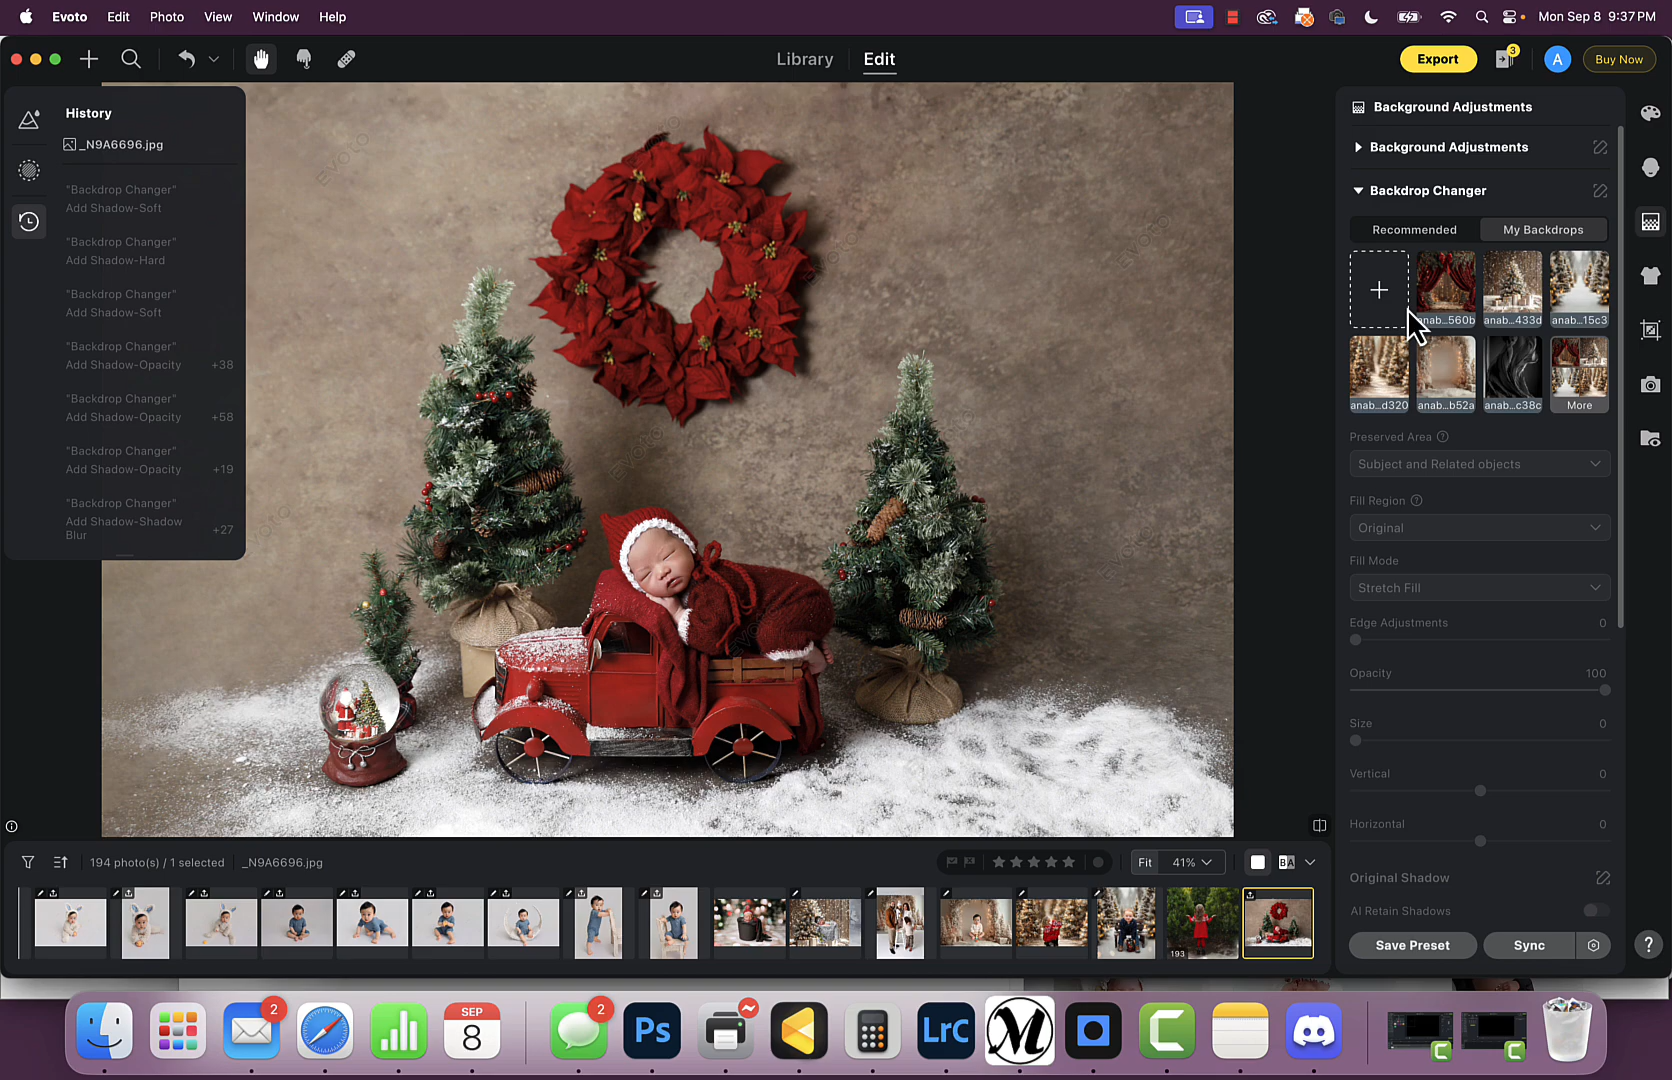 Evoto Edit Photo View Window Help
Mon Sep 8 9:37 PM
Library Edit
Export 3 A Buy Now
History
_N9A6696.jpg
"Backdrop Changer"
Add Shadow-Soft
"Backdrop Changer"
Add Shadow-Hard
"Backdrop Changer"
Add Shadow-Soft
"Backdrop Changer"
Add Shadow-Opacity +38
"Backdrop Changer"
Add Shadow-Opacity +58
"Backdrop Changer"
Add Shadow-Opacity +19
"Backdrop Changer"
Add Shadow-Shadow
Blur +27
EVOTO
Background Adjustments
Background Adjustments
Backdrop Changer
Recommended My Backdrops
anab...560b anab...433d anab...15c3
anab...d320 anab...b52a anab...c38c More
Preserved Area ?
Subject and Related objects
Fill Region ?
Original
Fill Mode
Stretch Fill
Edge Adjustments 0
Opacity 100
Size 0
Vertical 0
Horizontal 0
Original Shadow
AI Retain Shadows
Save Preset Sync ?
194 photo(s) / 1 selected _N9A6696.jpg
Fit 41% BA
193
2 SEP 8 2 Ps LrC M